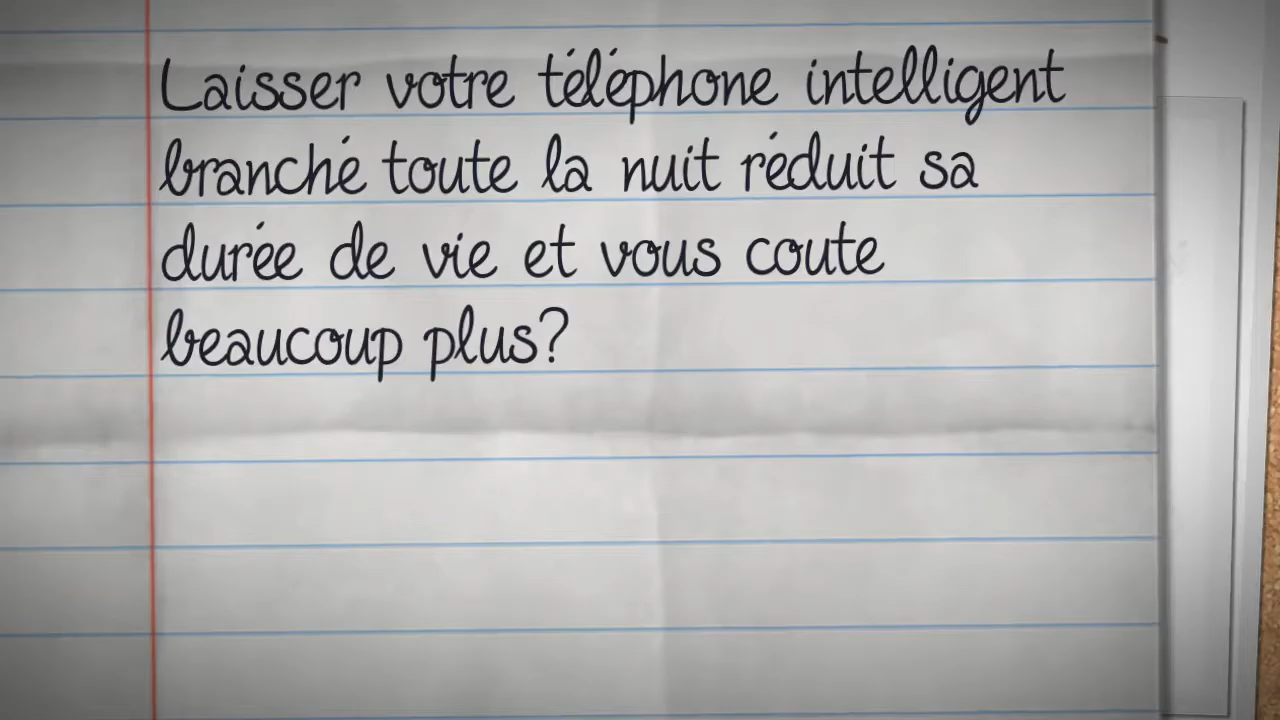 Laisser votre téléphone intelligent
branché toute la nuit réduit sa
durée de vie et vous coute
beaucoup plus?